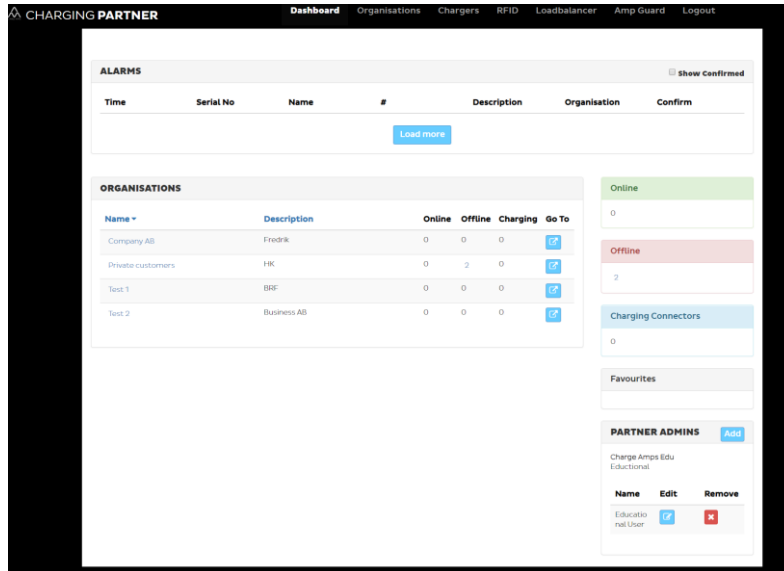 CHARGING PARTNER
Dashboard Organisations Chargers RFID Loadbalancer Amp Guard Logout
ALARMS
Show Confirmed
Time Serial No Name # Description Organisation Confirm
Load more
ORGANISATIONS
Name Description Online Offline Charging Go To
Company AB Fredrik 0 0 0
Private customers HK 0 2 0
Test 1 BRF 0 0 0
Test 2 Business AB 0 0 0
Online
0
Offline
2
Charging Connectors
0
Favourites
PARTNER ADMINS Add
Charge Amps Edu
Eductional
Name Edit Remove
Educatio
nal User